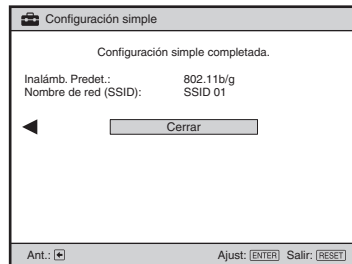 Configuración simple
Configuración simple completada.
Inalámb. Predet.: 802.11b/g
Nombre de red (SSID): SSID 01
Cerrar
Ant.: Ajust: ENTER Salir: RESET